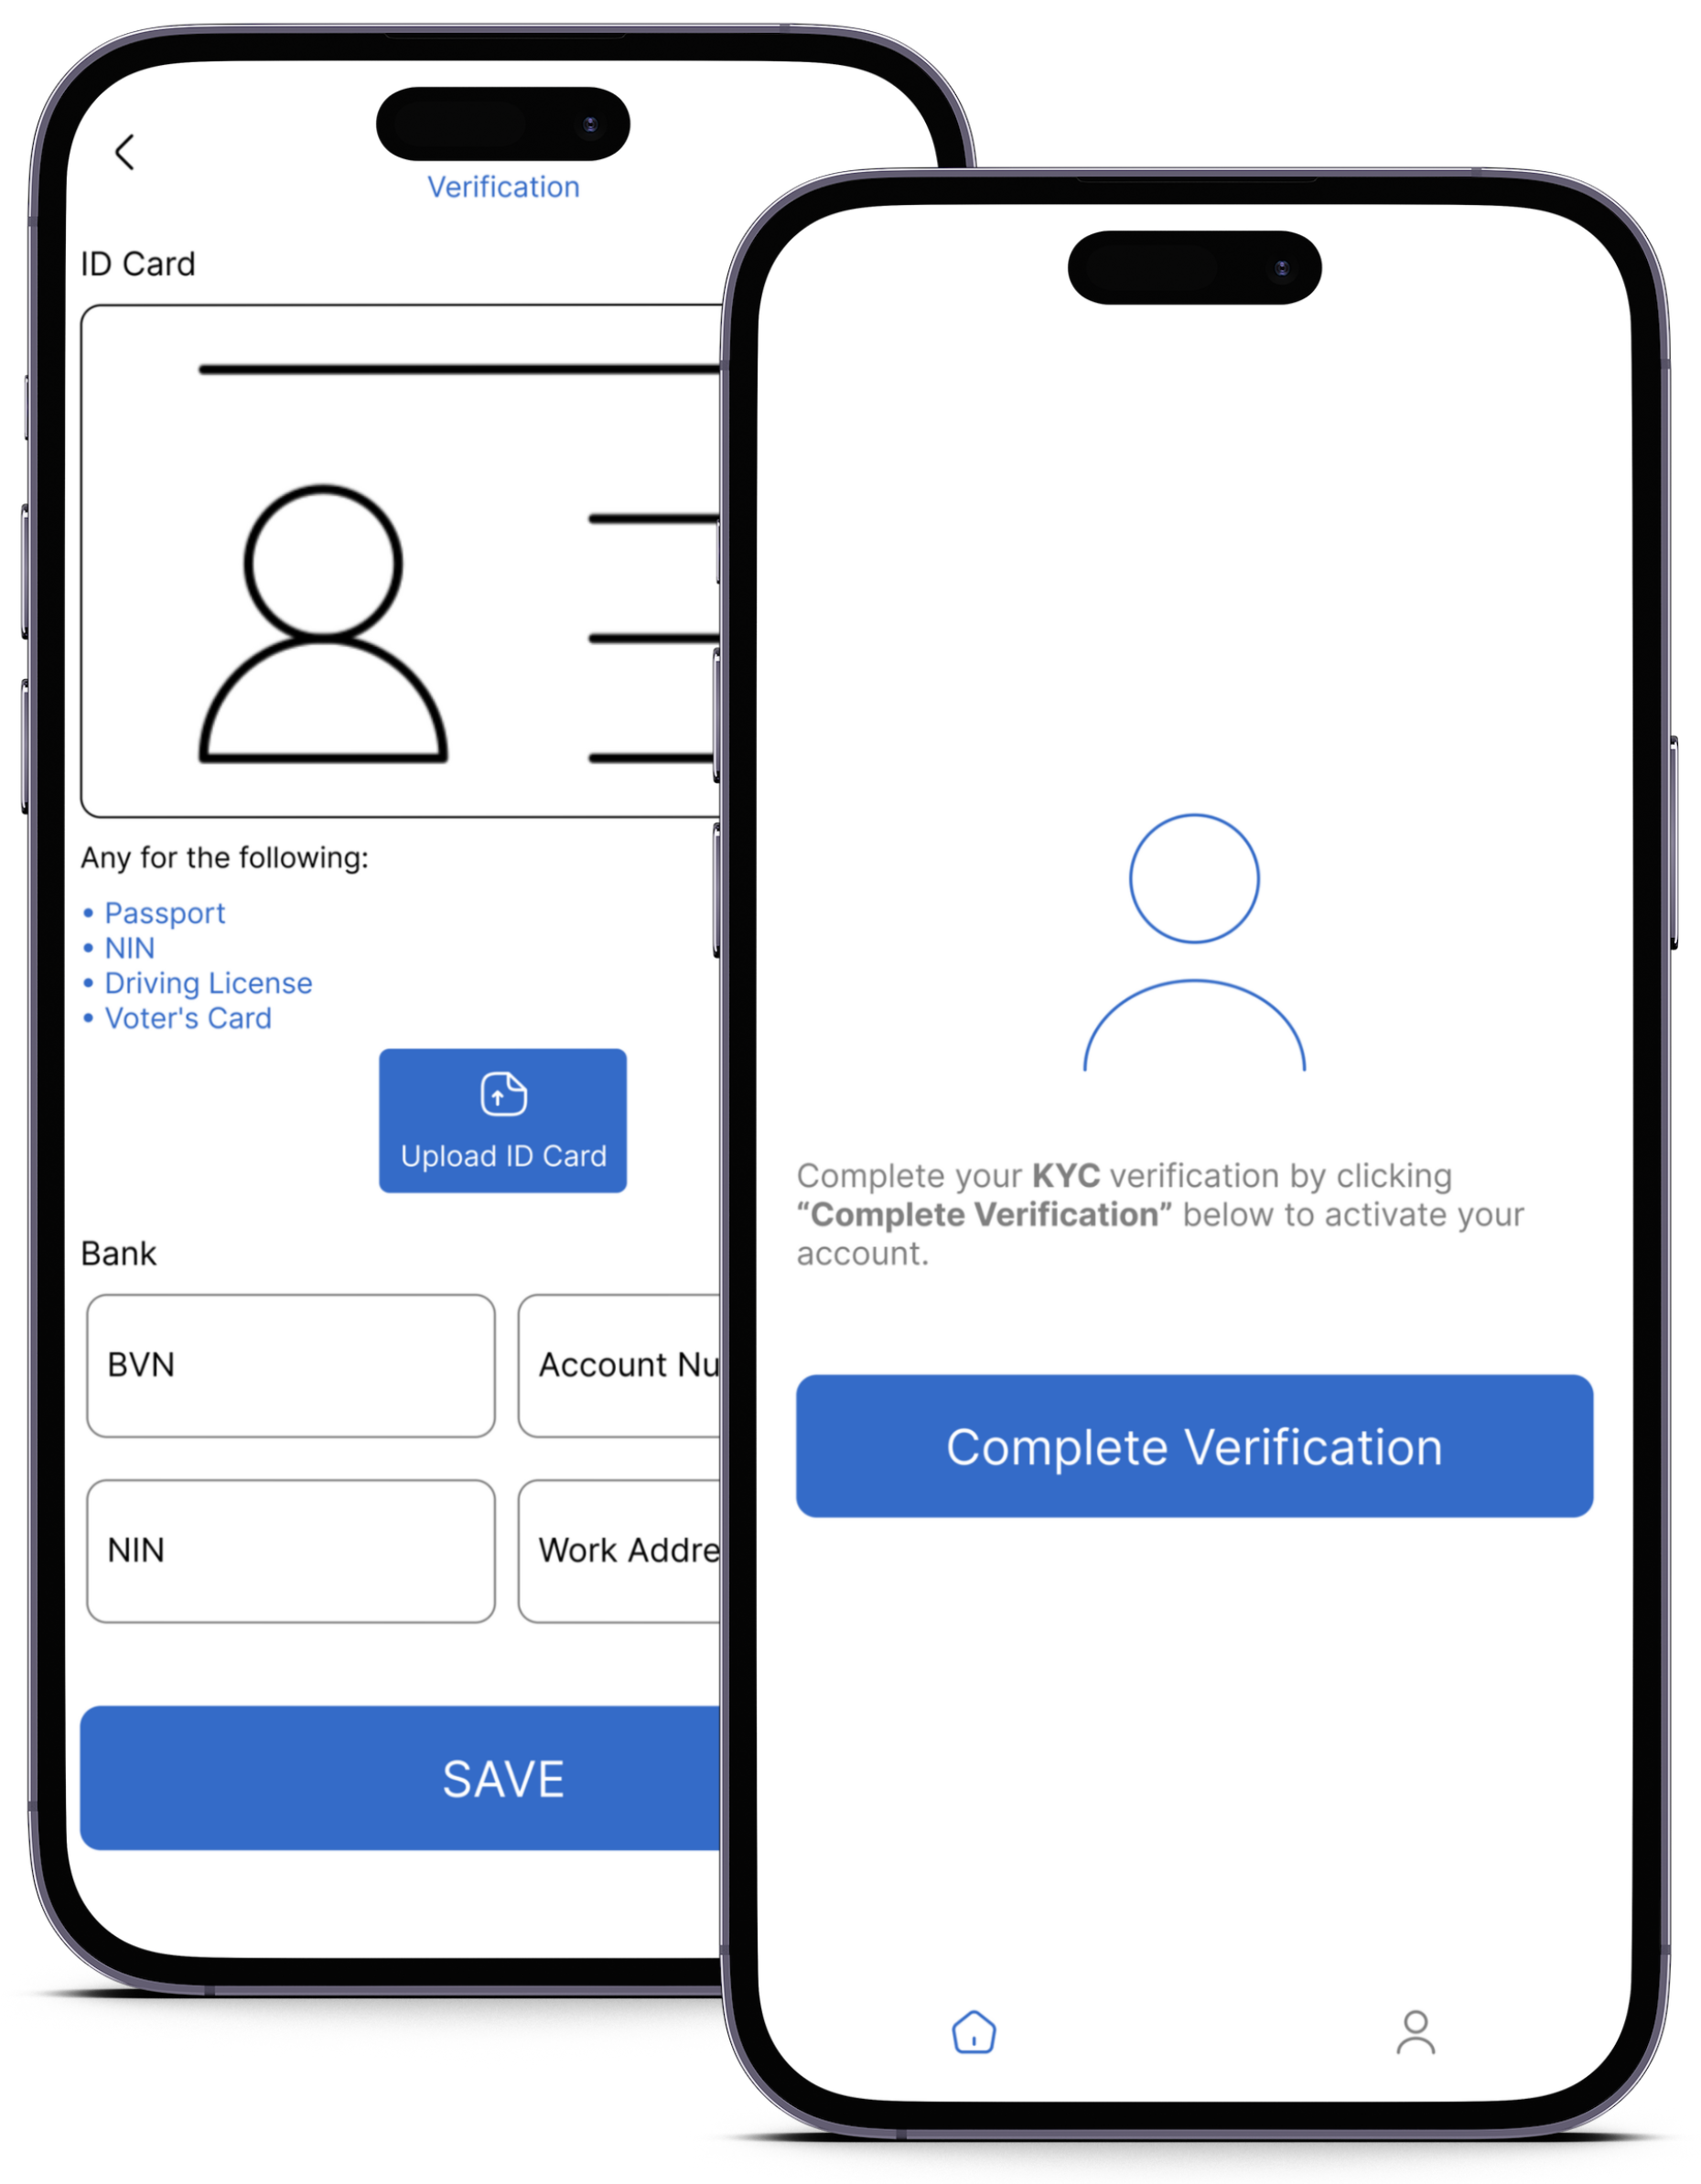 Verification
ID Card
Any for the following:
• Passport
• NIN
• Driving License
• Voter's Card
Upload ID Card
Bank
BVN
Account Nu
NIN
Work Addre
SAVE
Complete your KYC verification by clicking
“Complete Verification” below to activate your
account.
Complete Verification